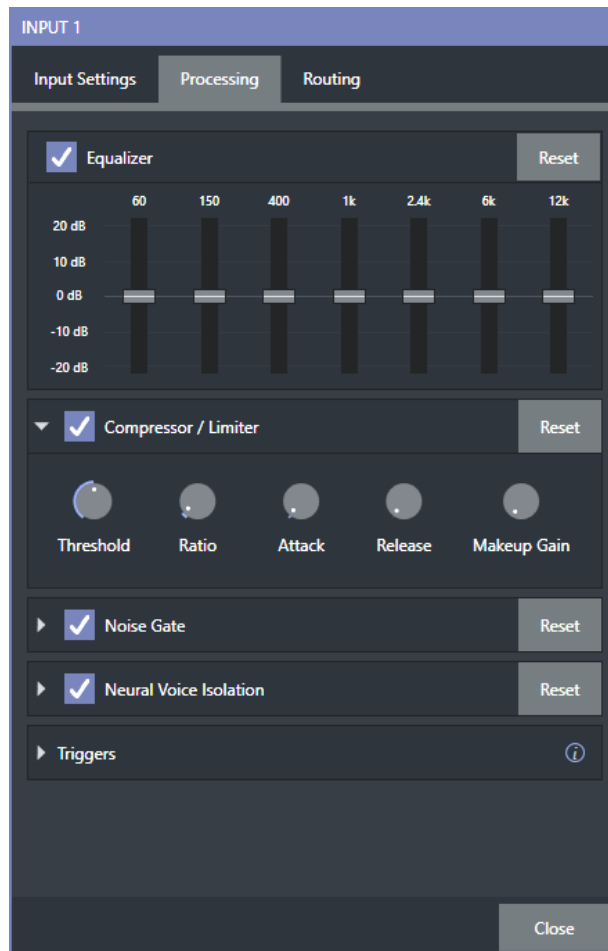 INPUT 1
Input Settings Processing Routing
Equalizer Reset
60 150 400 1k 2.4k 6k 12k
20 dB
10 dB
0 dB
-10 dB
-20 dB
Compressor / Limiter Reset
Threshold Ratio Attack Release Makeup Gain
Noise Gate Reset
Neural Voice Isolation Reset
Triggers i
Close